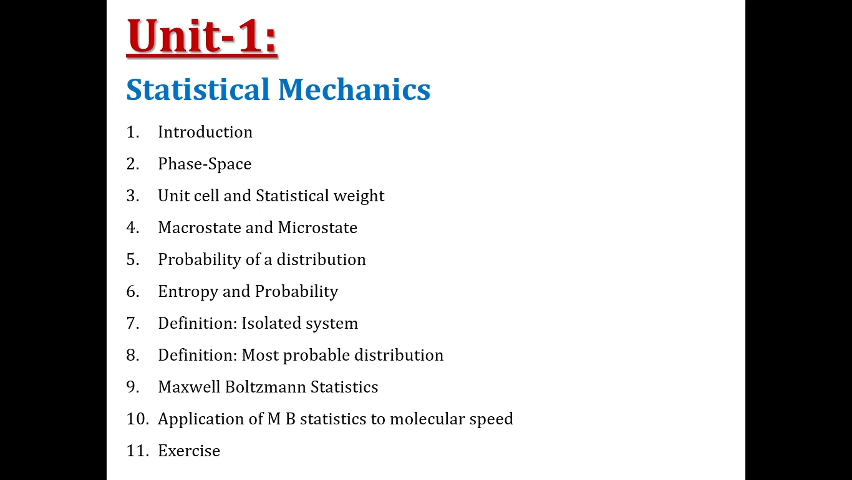 Unit-1:
Statistical Mechanics
1. Introduction
2. Phase-Space
3. Unit cell and Statistical weight
4. Macrostate and Microstate
5. Probability of a distribution
6. Entropy and Probability
7. Definition: Isolated system
8. Definition: Most probable distribution
9. Maxwell Boltzmann Statistics
10. Application of M B statistics to molecular speed
11. Exercise